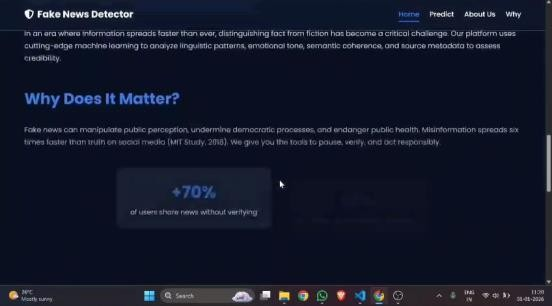 Fake News Detector
Home Predict About Us Why
In an era where information spreads faster than ever, distinguishing fact from fiction has become a critical challenge. Our platform uses
cutting-edge machine learning to analyze linguistic patterns, emotional tone, semantic coherence, and source metadata to assess
credibility.
Why Does It Matter?
Fake news can manipulate public perception, undermine democratic processes, and endanger public health. Misinformation spreads six
times faster than truth on social media (MIT Study, 2018). We give you the tools to pause, verify, and act responsibly.
+70%
of users share news without verifying
Mostly sunny
Search
ENG
IN
11:20
01-01-2026